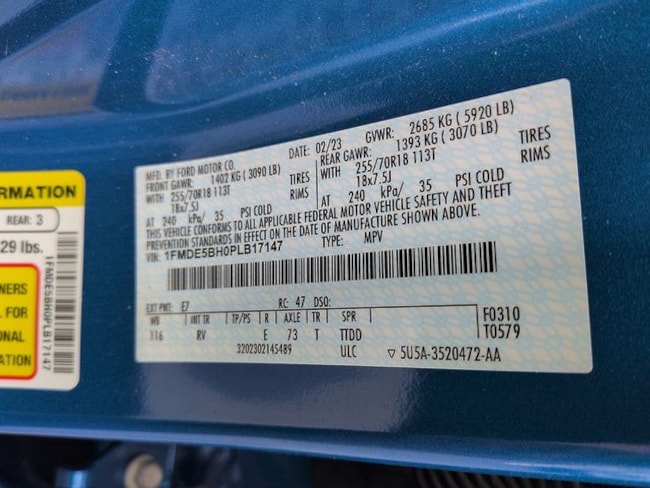 RMATION
REAR: 3
29 lbs.
1FMDE5BH0PLB17147
NERS
L FOR
ONAL
TION
MFD. BY FORD MOTOR CO.
DATE: 02/23 GVWR: 2685 KG ( 5920 LB)
FRONT GAWR: 1402 KG ( 3090 LB) REAR GAWR: 1393 KG ( 3070 LB)
WITH 255/70R18 113T TIRES WITH 255/70R18 113T TIRES
18x7.5J RIMS 18x7.5J RIMS
AT 240 kPa/ 35 PSI COLD AT 240 kPa/ 35 PSI COLD
THIS VEHICLE CONFORMS TO ALL APPLICABLE FEDERAL MOTOR VEHICLE SAFETY AND THEFT
PREVENTION STANDARDS IN EFFECT ON THE DATE OF MANUFACTURE SHOWN ABOVE.
VIN: 1FMDE5BH0PLB17147 TYPE: MPV
EXT PNT: E7 RC: 47 DSO:
WB INT TR TP/PS R AXLE TR SPR F0310
116 RV E 73 T TTDD T0579
3202302145489 ULC ▽ 5U5A-3520472-AA